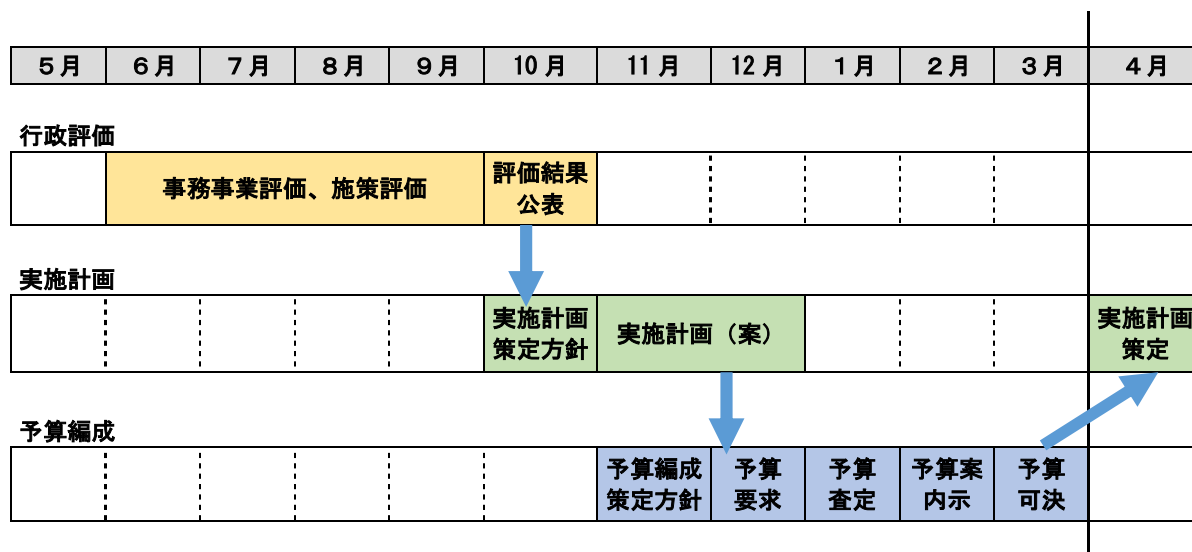 5月 6月 7月 8月 9月 10月 11月 12月 1月 2月 3月 4月
行政評価
事務事業評価、施策評価
評価結果
公表
実施計画
実施計画
策定方針
実施計画（案）
実施計画
策定
予算編成
予算編成
策定方針
予算
要求
予算
査定
予算案
内示
予算
可決